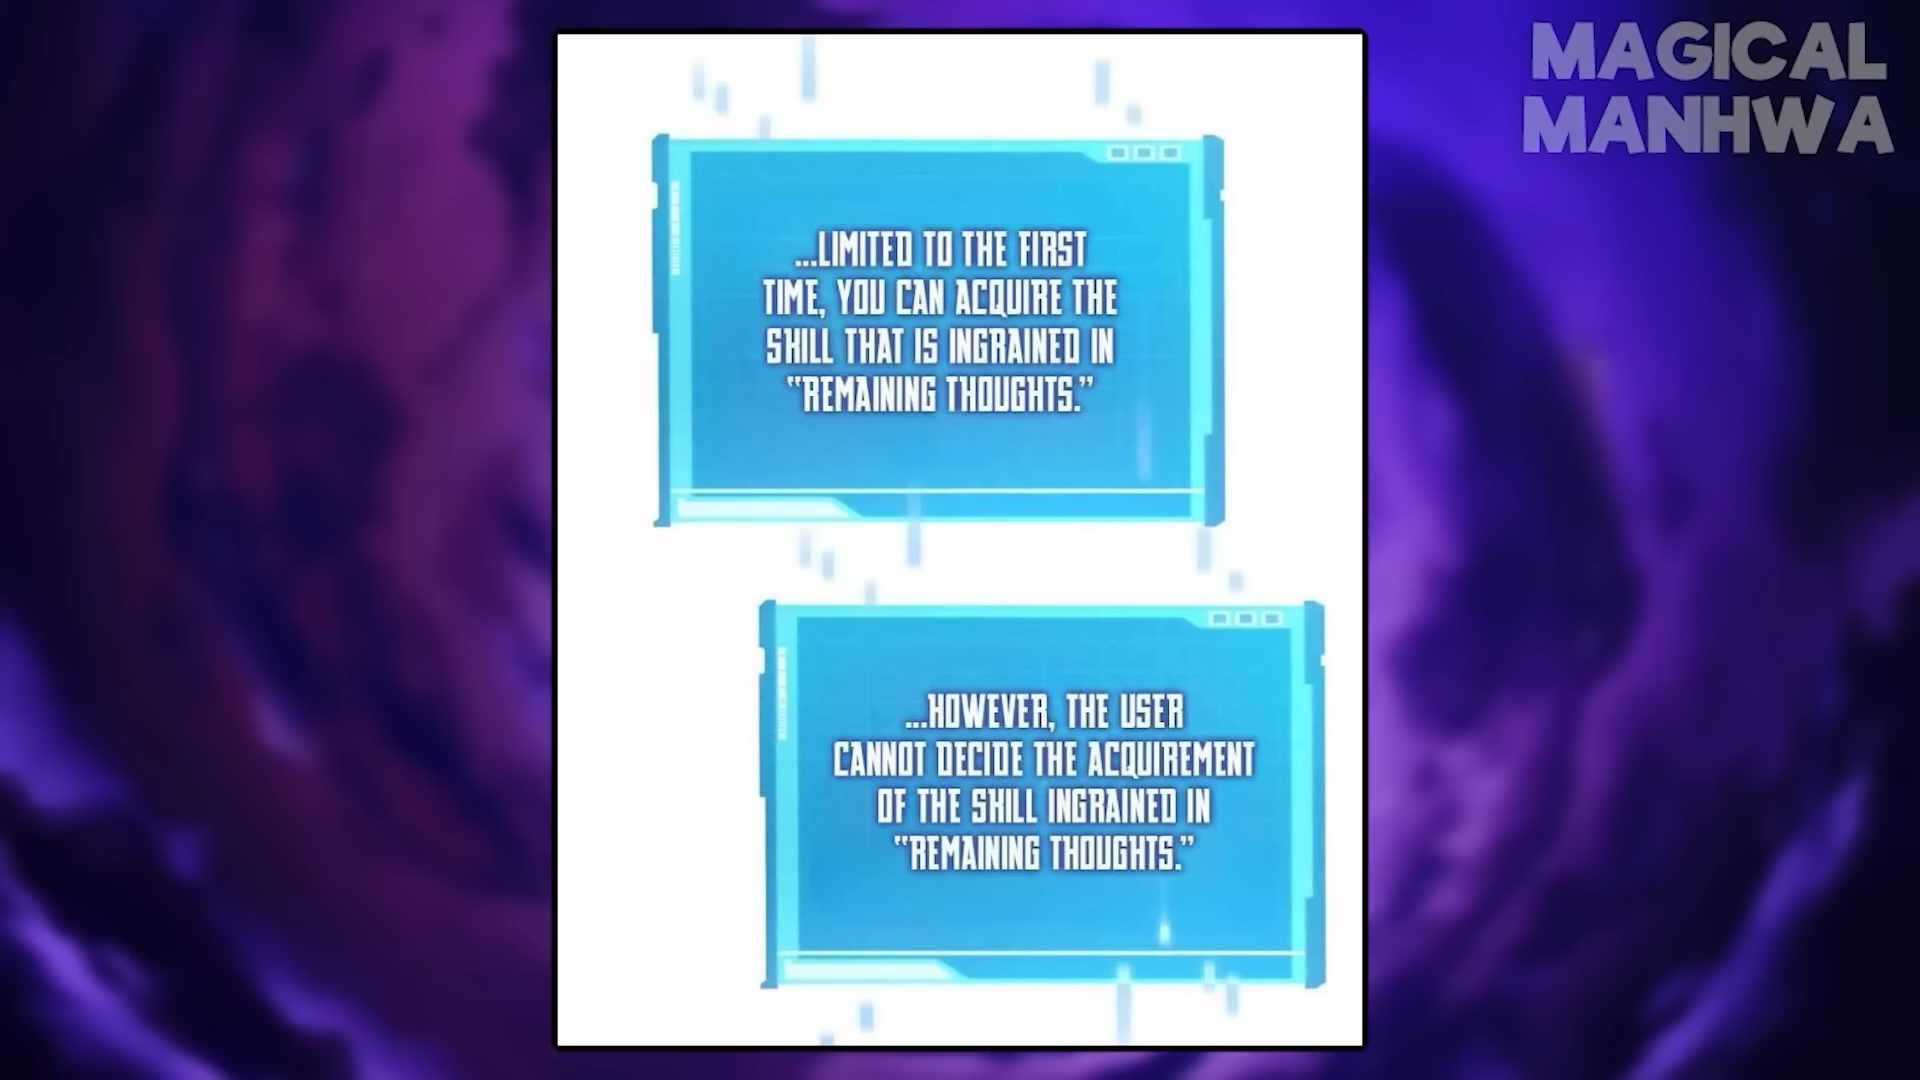 MAGICAL
MANHWA
...LIMITED TO THE FIRST
TIME, YOU CAN ACQUIRE THE
SKILL THAT IS INGRAINED IN
"REMAINING THOUGHTS."
...HOWEVER, THE USER
CANNOT DECIDE THE ACQUIREMENT
OF THE SKILL INGRAINED IN
"REMAINING THOUGHTS."